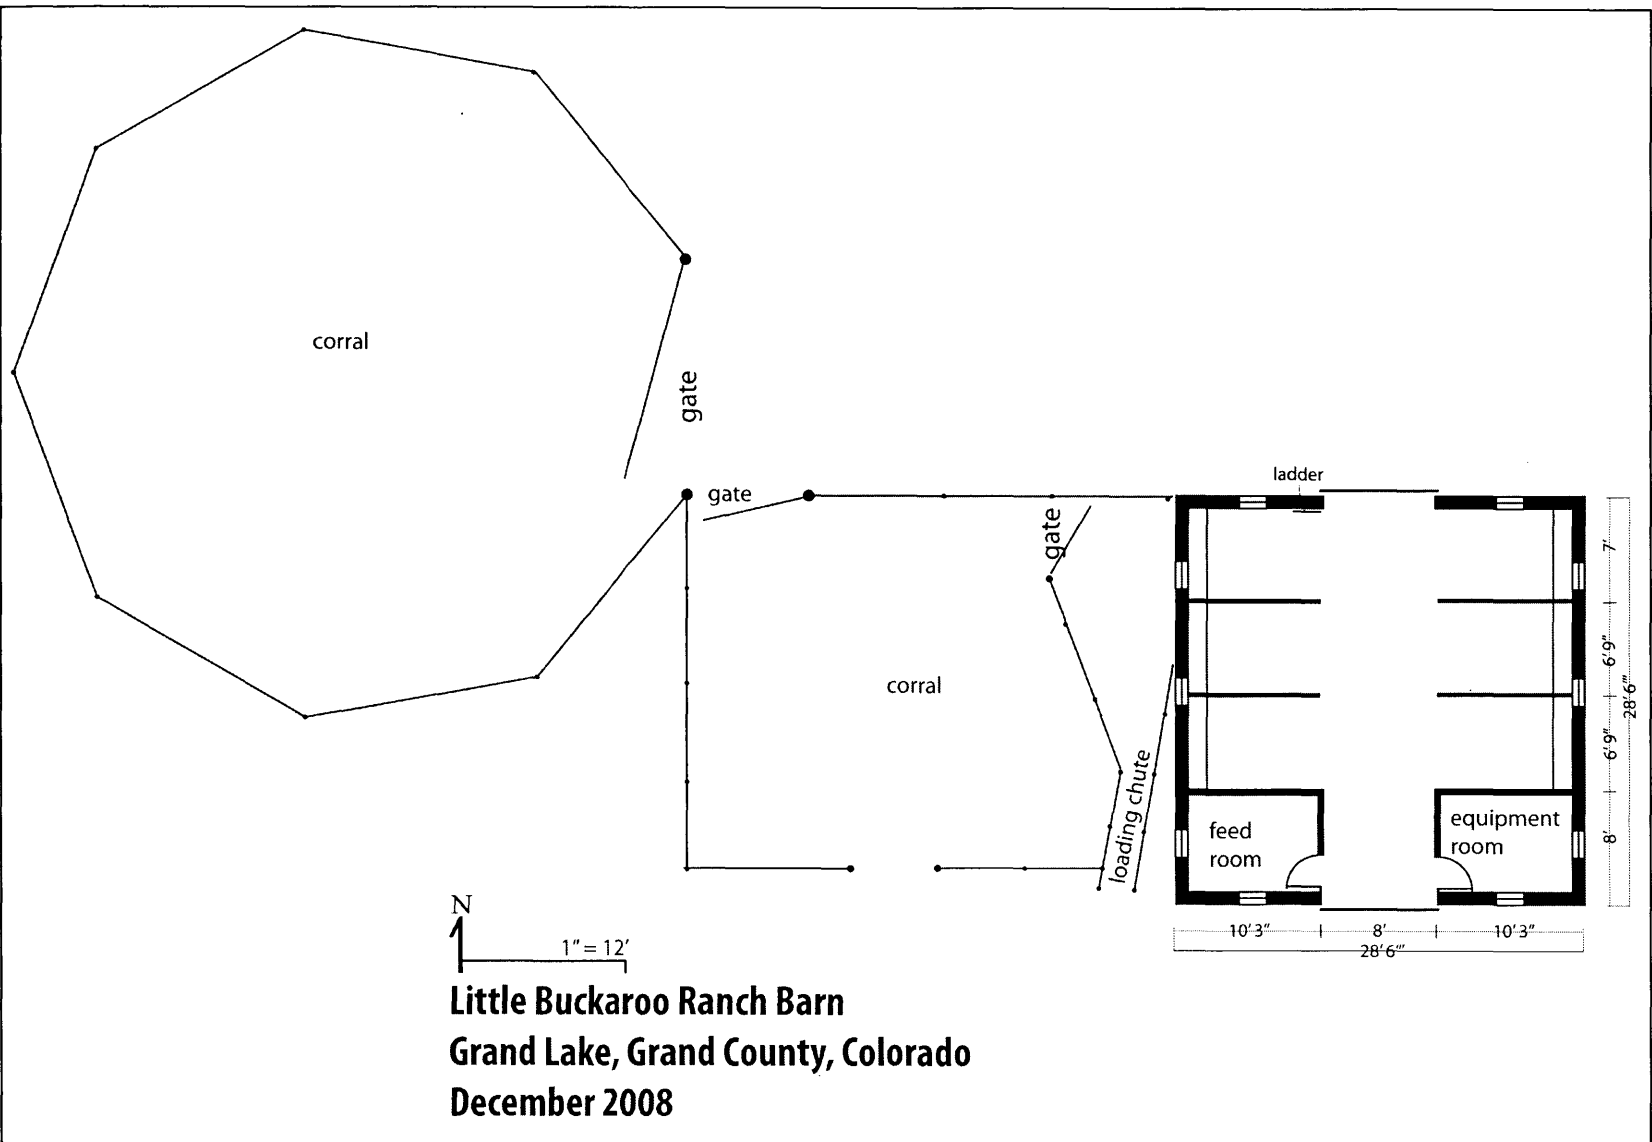 corral
gate
gate
gate
ladder
corral
loading chute
feed
room
equipment
room
7'
6' 9"
6' 9"
8'
28' 6'"
10' 3"
8'
10' 3"
28' 6'"
N
1" = 12'
Little Buckaroo Ranch Barn
Grand Lake, Grand County, Colorado
December 2008